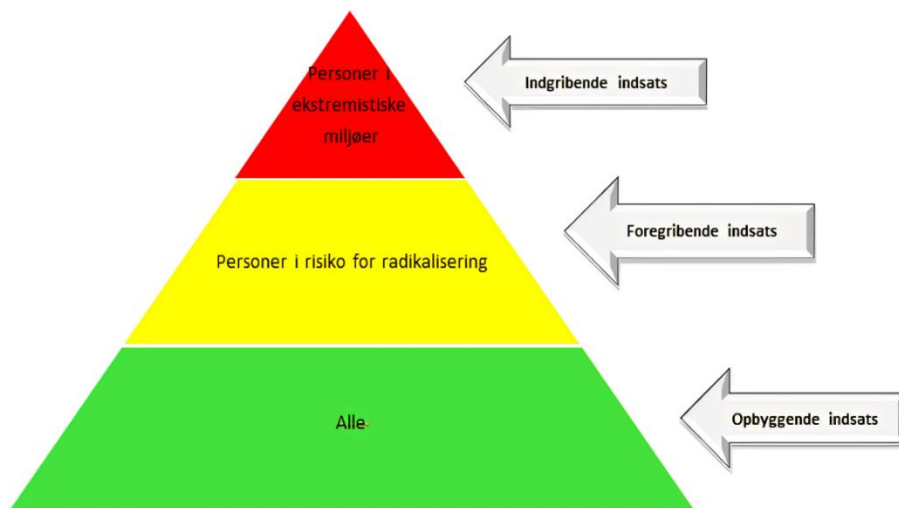 Personer i
ekstremistiske
miljøer
Indgribende indsats
Foregribende indsats
Personer i risiko for radikalisering
Alle
Opbyggende indsats